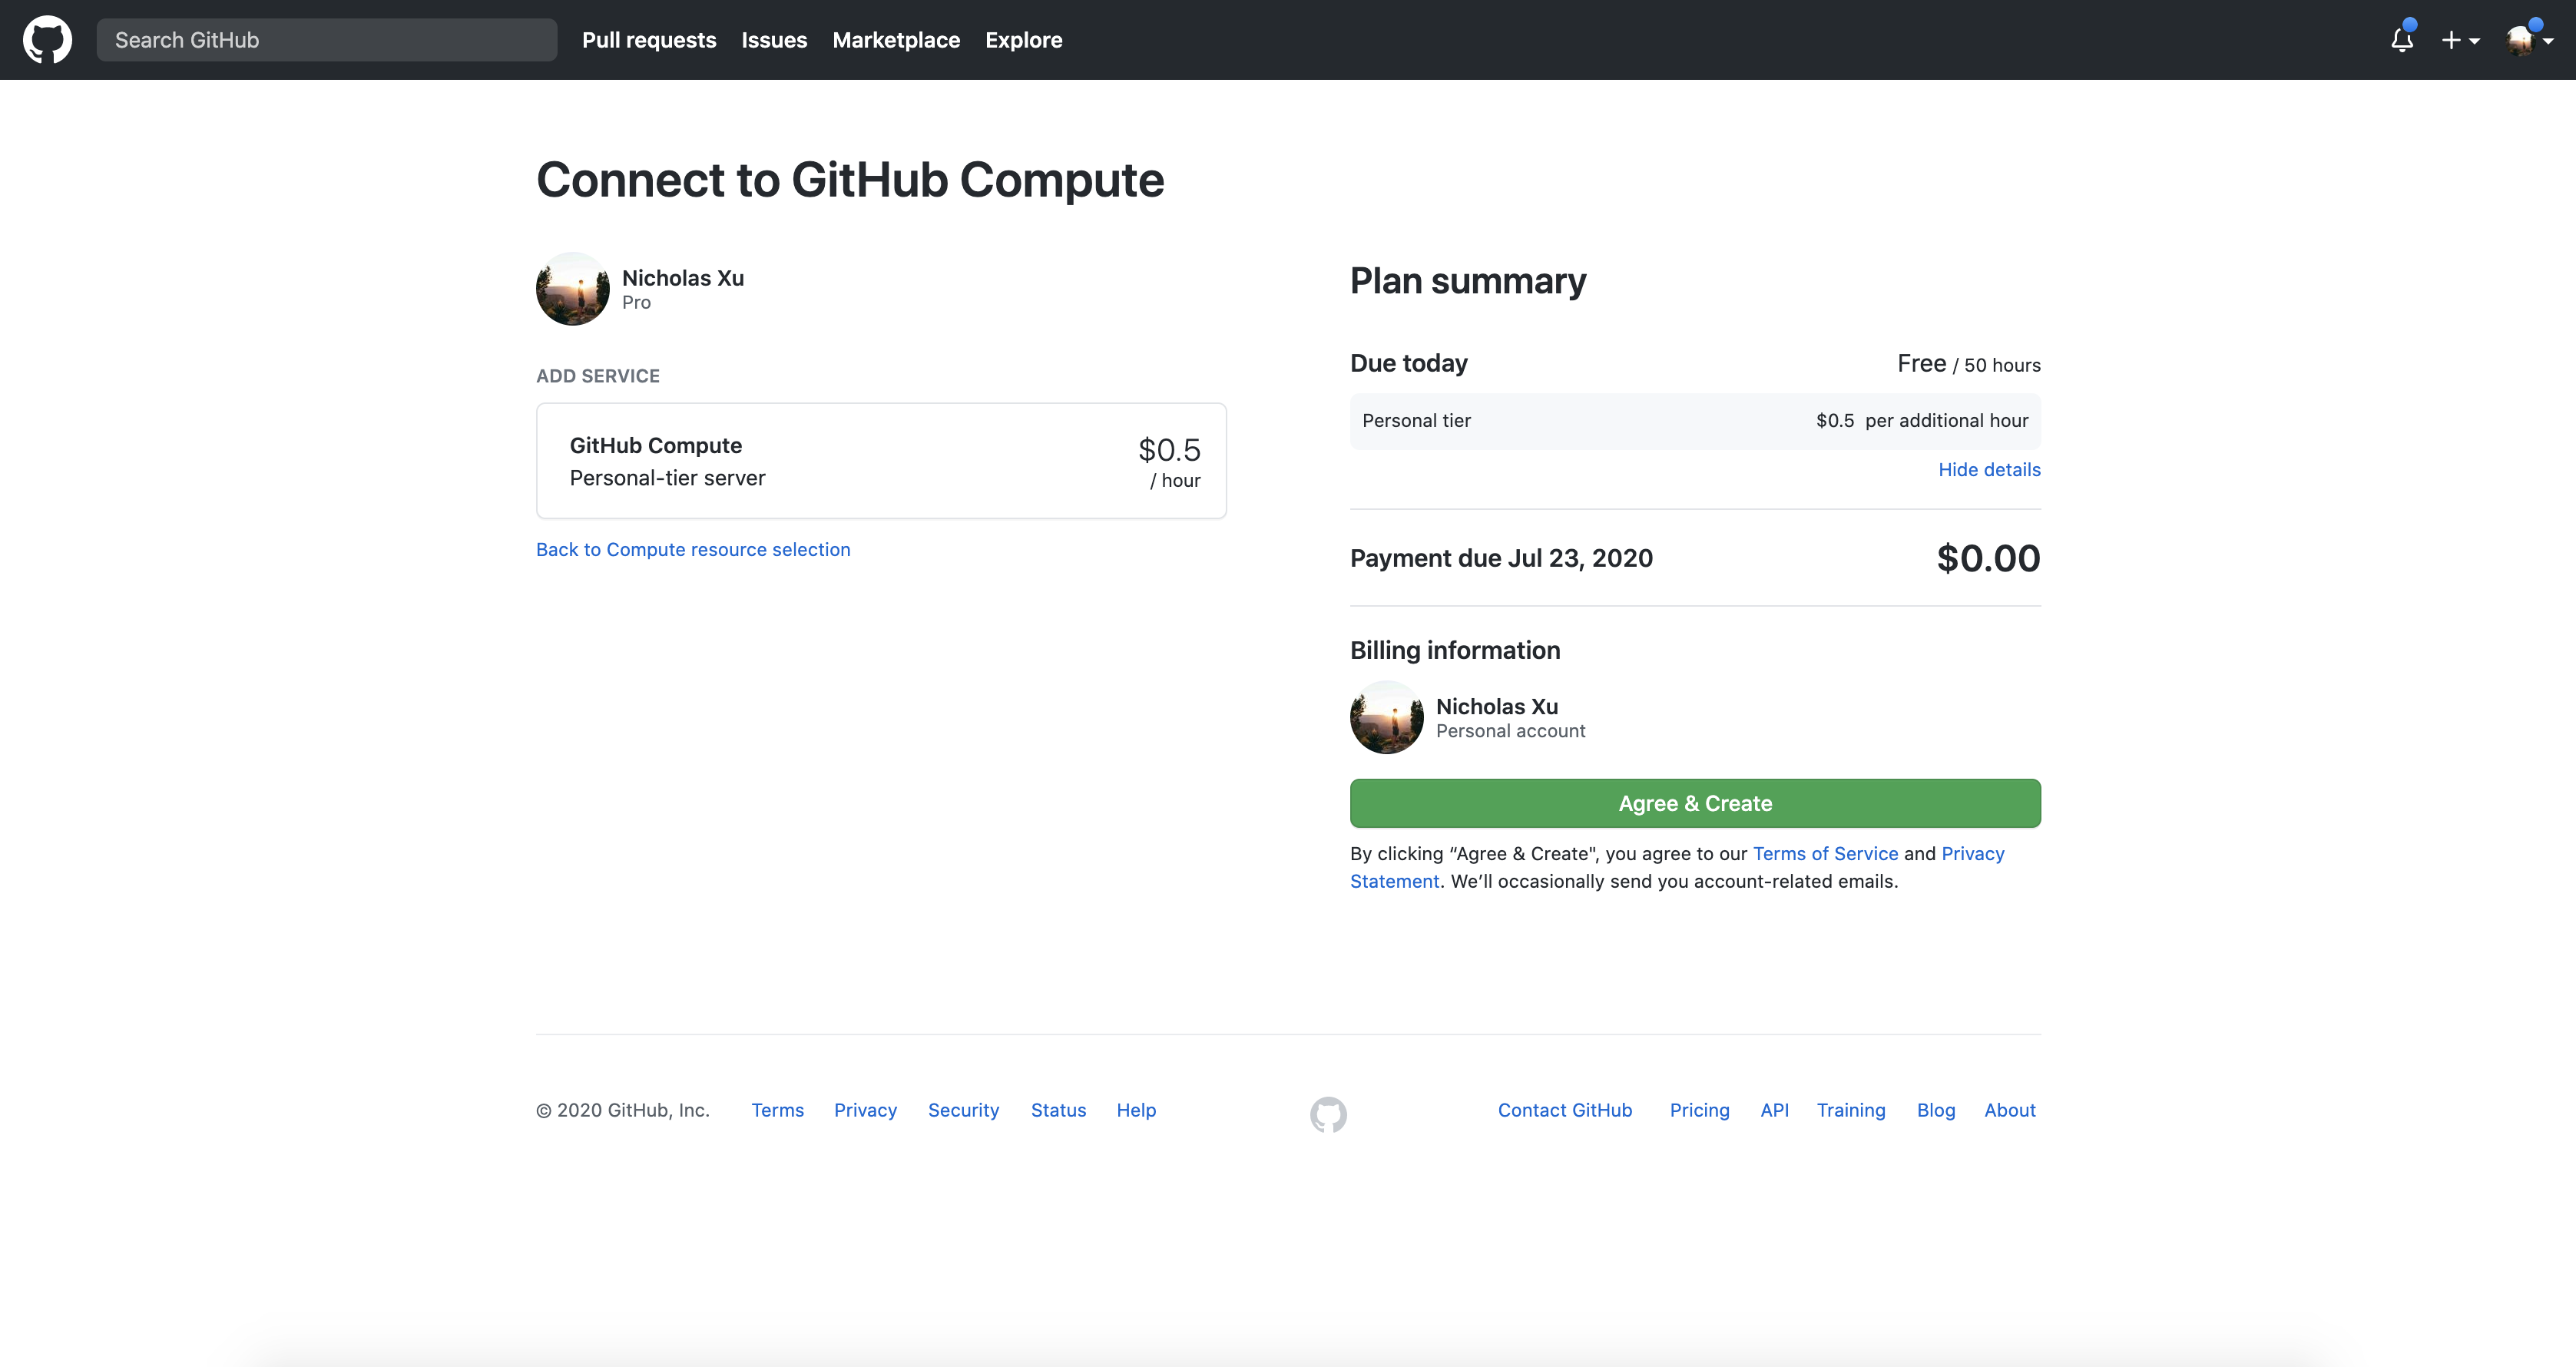 Search GitHub
Pull requests
Issues
Marketplace
Explore
Connect to GitHub Compute
Nicholas Xu
Pro
ADD SERVICE
GitHub Compute
Personal-tier server
$0.5
/ hour
Back to Compute resource selection
Plan summary
Due today
Free / 50 hours
Personal tier
$0.5 per additional hour
Hide details
Payment due Jul 23, 2020
$0.00
Billing information
Nicholas Xu
Personal account
Agree & Create
By clicking “Agree & Create", you agree to our Terms of Service and Privacy
Statement. We’ll occasionally send you account-related emails.
© 2020 GitHub, Inc.
Terms
Privacy
Security
Status
Help
Contact GitHub
Pricing
API
Training
Blog
About